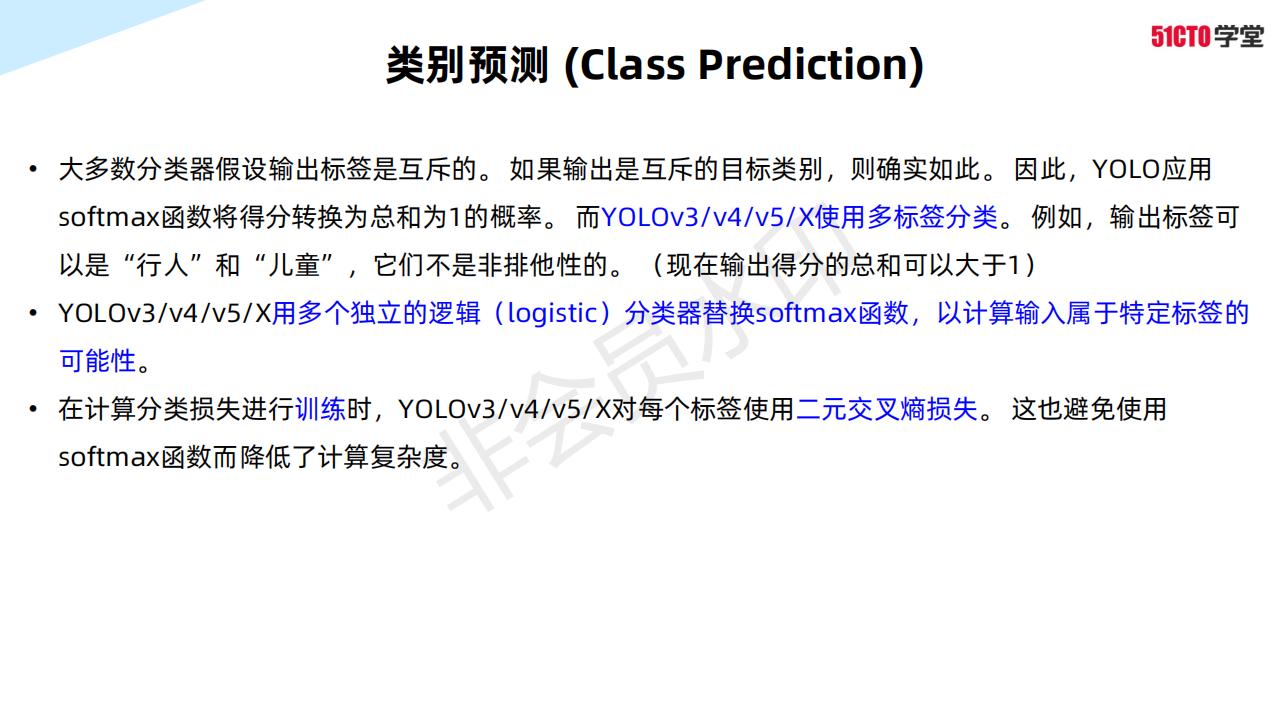 51CTO学堂
类别预测 (Class Prediction)
• 大多数分类器假设输出标签是互斥的。 如果输出是互斥的目标类别，则确实如此。 因此，YOLO应用
softmax函数将得分转换为总和为1的概率。 而YOLOv3/v4/v5/X使用多标签分类。 例如，输出标签可
以是“行人”和“儿童”，它们不是非排他性的。（现在输出得分的总和可以大于1）
• YOLOv3/v4/v5/X用多个独立的逻辑（logistic）分类器替换softmax函数，以计算输入属于特定标签的
可能性。
• 在计算分类损失进行训练时，YOLOv3/v4/v5/X对每个标签使用二元交叉熵损失。 这也避免使用
softmax函数而降低了计算复杂度。
非会员水印